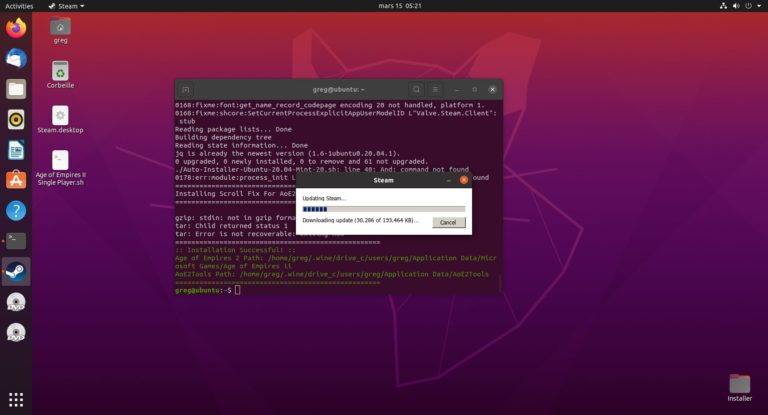 Activities
Steam
mars 15 05:21
greg
Corbeille
Steam.desktop
Age of Empires II
Single Player.sh
greg@ubuntu: ~
0168:fixme:font:get_name_record_codepage encoding 20 not handled, platform 1.
0168:fixme:shcore:SetCurrentProcessExplicitAppUserModelID L"Valve.Steam.Client":
stub
Reading package lists... Done
Building dependency tree
Reading state information... Done
jq is already the newest version (1.6-1ubuntu0.20.04.1).
0 upgraded, 0 newly installed, 0 to remove and 61 not upgraded.
./Auto-Installer-Ubuntu-20.04-Mint-20.sh: line 40: And: command not found
0178:err:module:process_init L
ound
==================================================
Installing Scroll Fix For AoE2
gzip: stdin: not in gzip forma
tar: Child returned status 1
tar: Error is not recoverable:
==================================================
:: Installation Successful! ::
Age of Empires 2 Path: /home/greg/.wine/drive_c/users/greg/Application Data/Micr
osoft Games/Age of Empires ii
AoE2Tools Path: /home/greg/.wine/drive_c/users/greg/Application Data/AoE2Tools
==================================================
greg@ubuntu:~$
Steam
Updating Steam...
Downloading update (30,286 of 193,464 KB)...
Cancel
Installer